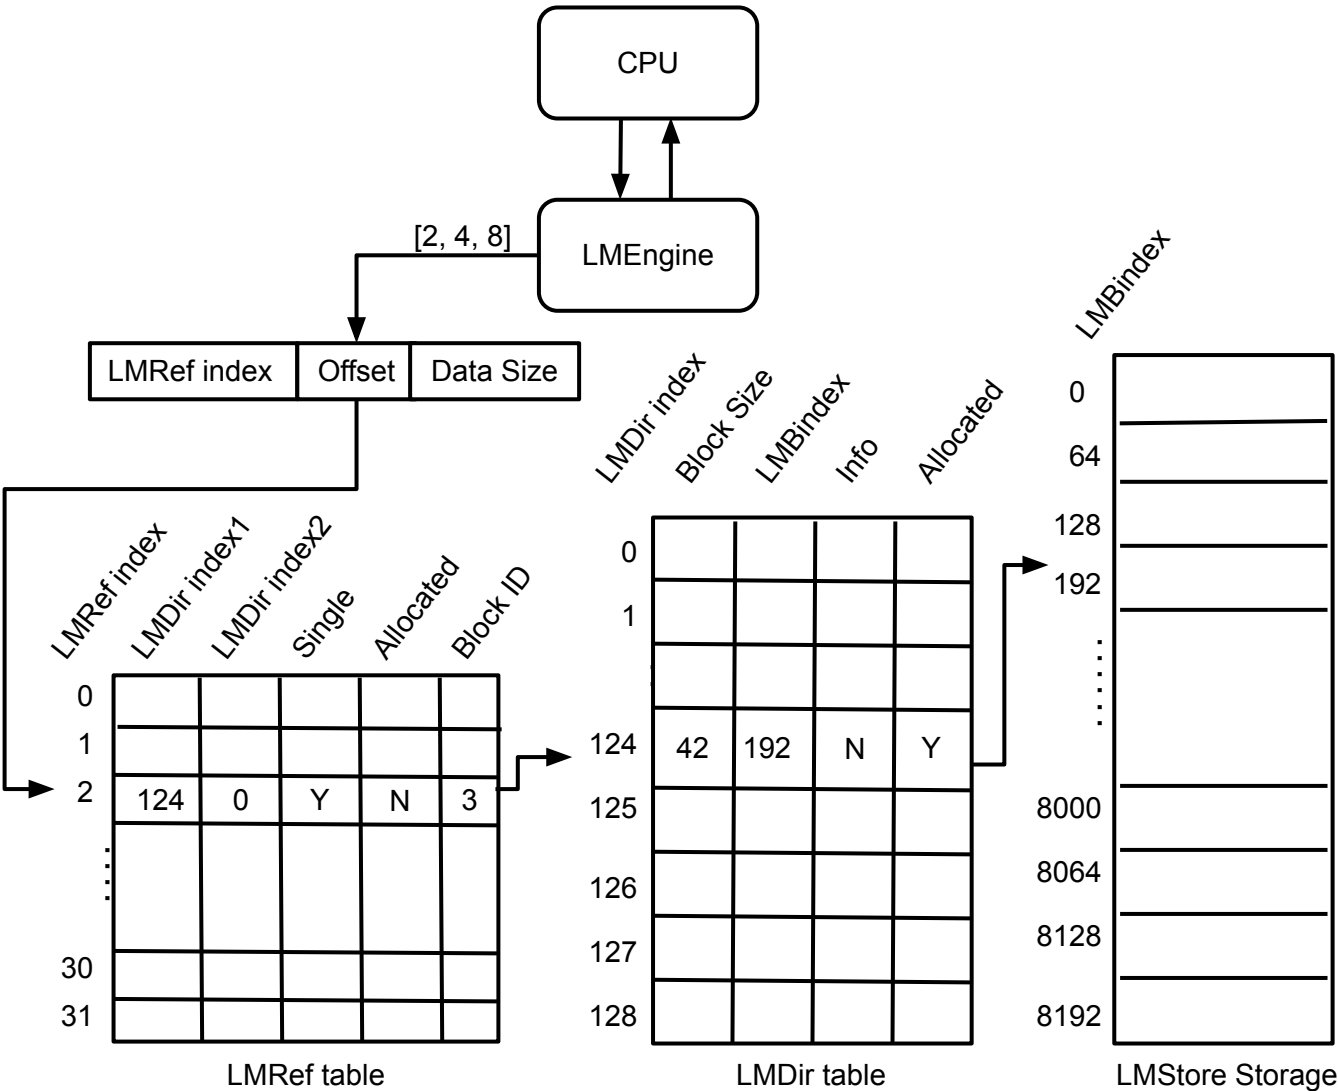 CPU
LMEngine
[2, 4, 8]
LMRef index Offset Data Size
LMRef index LMDir index1 LMDir index2 Single Allocated Block ID
0
1
2 124 0 Y N 3
30
31
LMRef table
LMDir index Block Size LMBindex Info Allocated
0
1
124 42 192 N Y
125
126
127
128
LMDir table
LMBindex
0
64
128
192
8000
8064
8128
8192
LMStore Storage